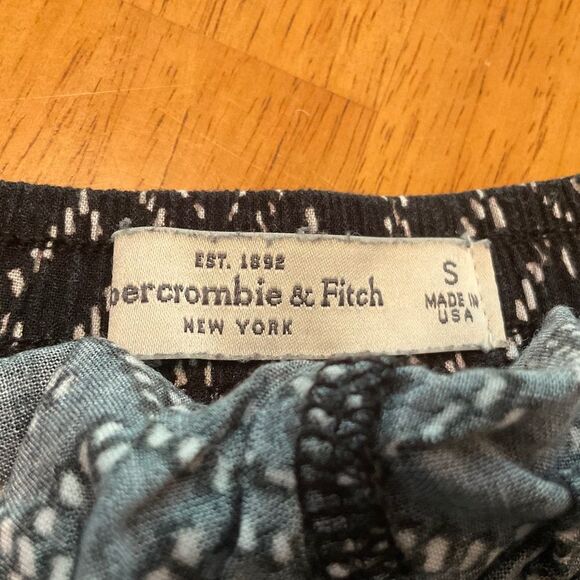 EST. 1892
bercrombie & Fitch
NEW YORK
S
MADE IN
USA